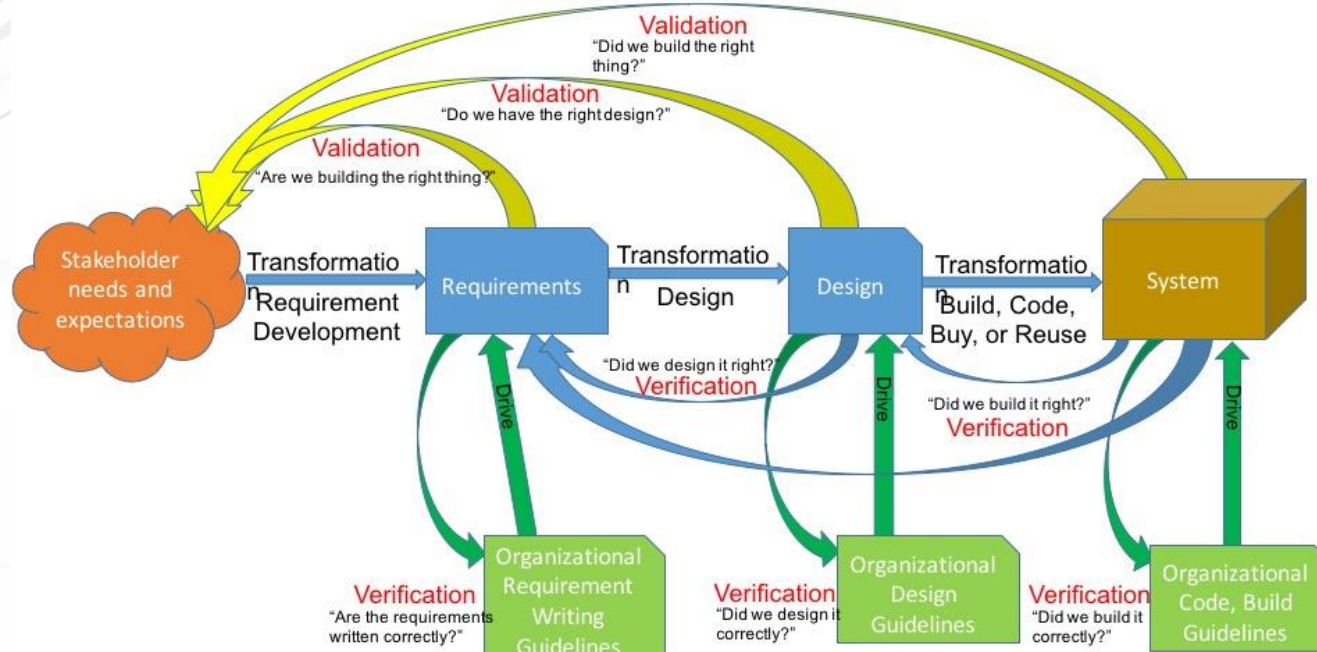 Validation
“Did we build the right
thing?”
Validation
“Do we have the right design?”
Validation
“Are we building the right thing?”
Stakeholder
needs and
expectations
Transformatio
n
Requirement
Development
Requirements
Transformatio
n
Design
Design
Transformatio
n
Build, Code,
Buy, or Reuse
System
“Did we design it right?”
Verification
“Did we build it right?”
Verification
Drive
Drive
Drive
Verification
“Are the requirements
written correctly?”
Organizational
Requirement
Writing
Guidelines
Verification
“Did we design it
correctly?”
Organizational
Design
Guidelines
Verification
“Did we build it
correctly?”
Organizational
Code, Build
Guidelines